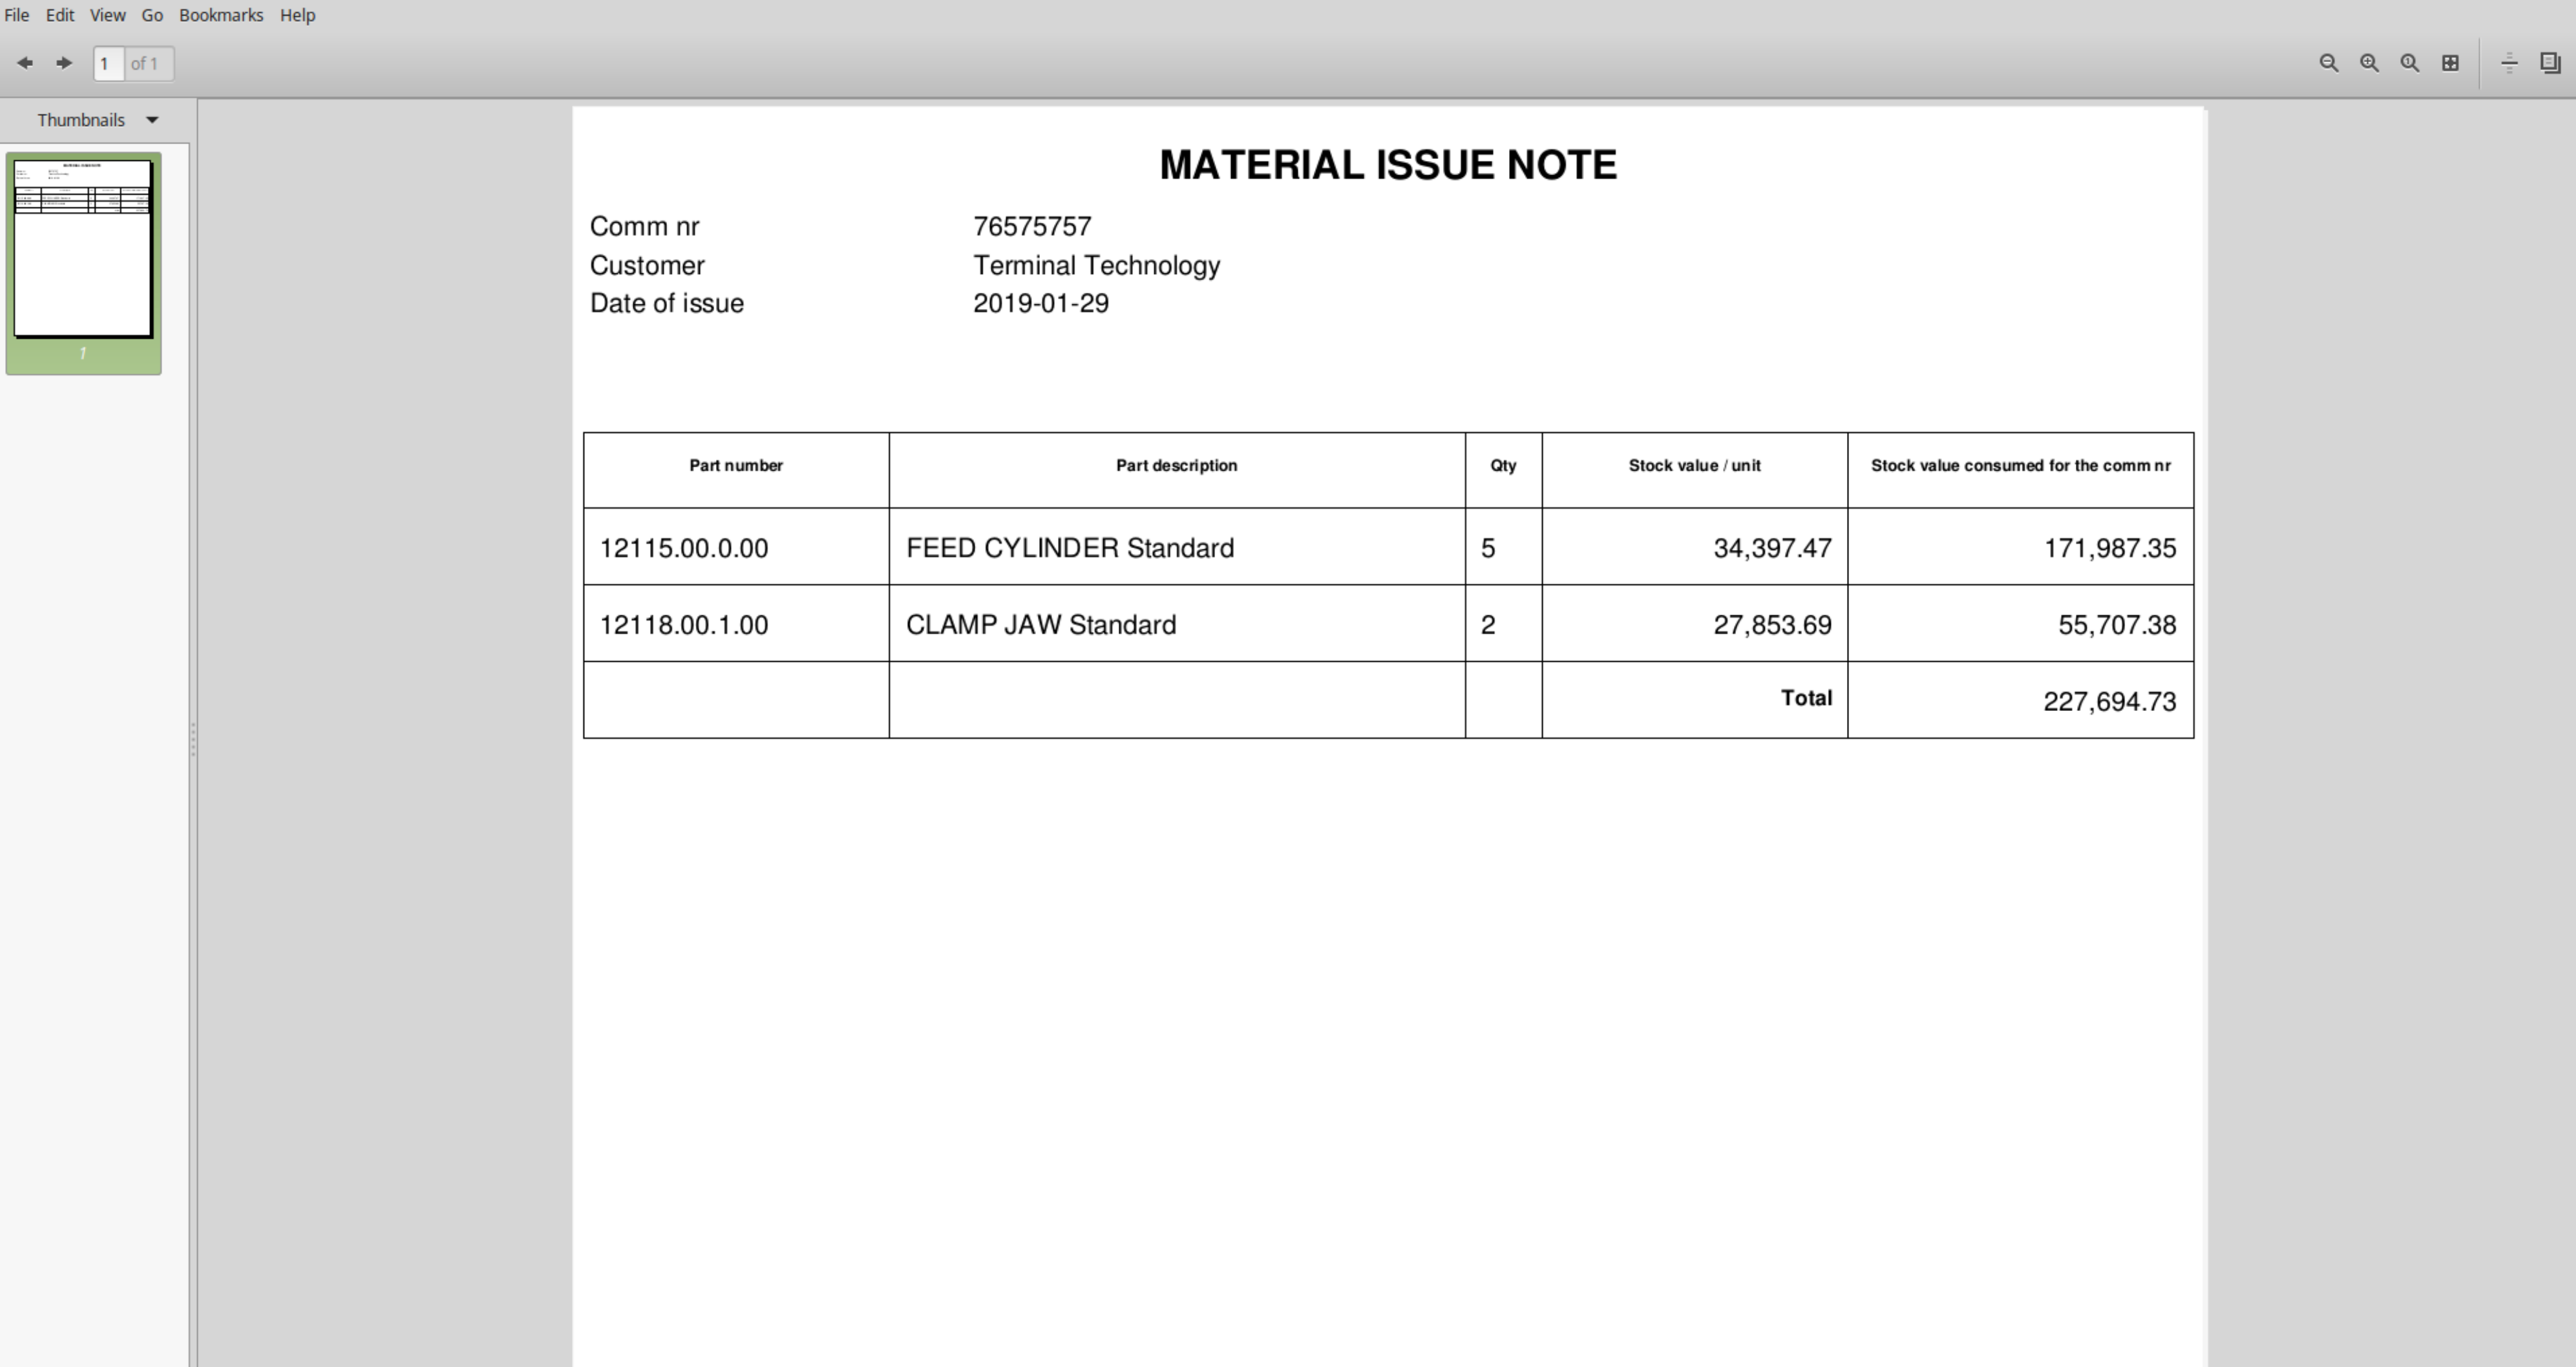 File Edit View Go Bookmarks Help
1 of 1
Thumbnails
1
MATERIAL ISSUE NOTE
Comm nr 76575757
Customer Terminal Technology
Date of issue 2019-01-29
Part number Part description Qty Stock value / unit Stock value consumed for the comm nr
12115.00.0.00 FEED CYLINDER Standard 5 34,397.47 171,987.35
12118.00.1.00 CLAMP JAW Standard 2 27,853.69 55,707.38
Total 227,694.73